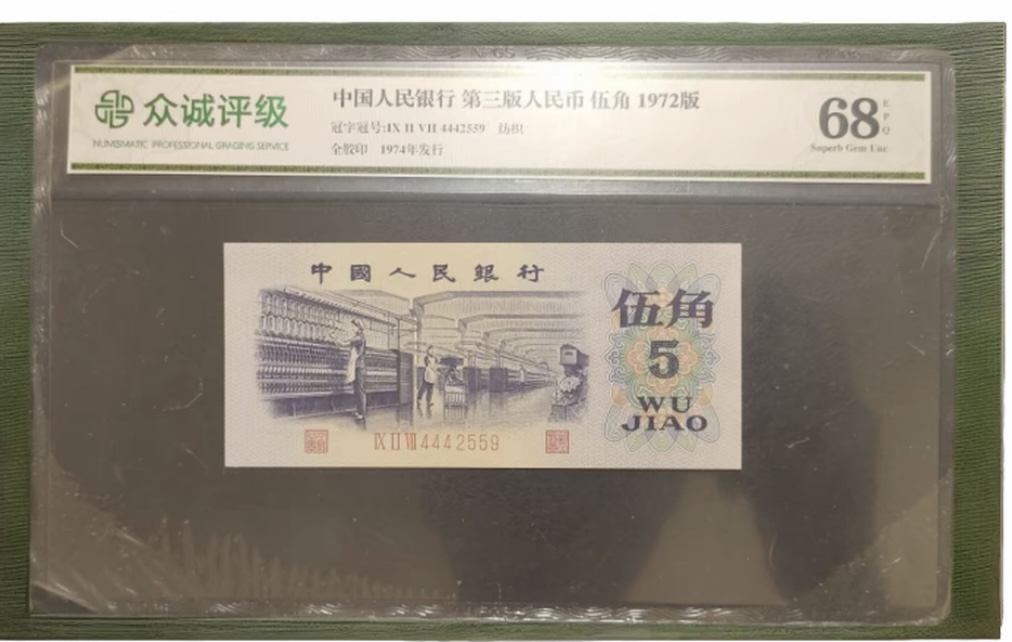 众诚评级
NUMISMATIC PROFESSIONAL GRADING SERVICE
中国人民银行 第三版人民币 伍角 1972版
冠字冠号:IX II VII 4442559 纺织
全胶印 1974年发行
68
EPQ
Superb Gem Unc
中國人民銀行
伍角
5
WU
JIAO
IX II VII 4442559